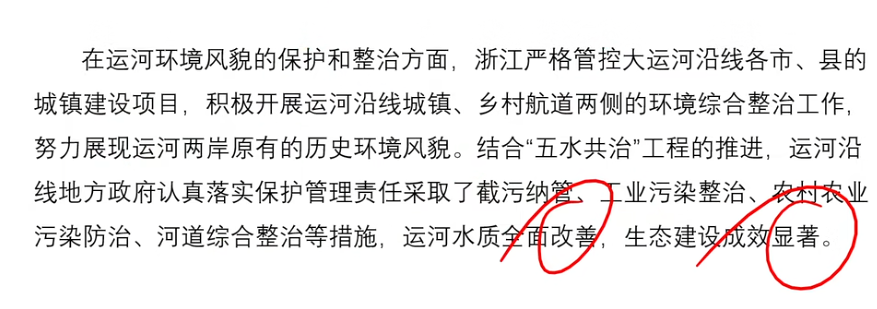 在运河环境风貌的保护和整治方面，浙江严格管控大运河沿线各市、县的
城镇建设项目，积极开展运河沿线城镇、乡村航道两侧的环境综合整治工作，
努力展现运河两岸原有的历史环境风貌。结合“五水共治”工程的推进，运河沿
线地方政府认真落实保护管理责任采取了截污纳管、工业污染整治、农村农业
污染防治、河道综合整治等措施，运河水质全面改善，生态建设成效显著。